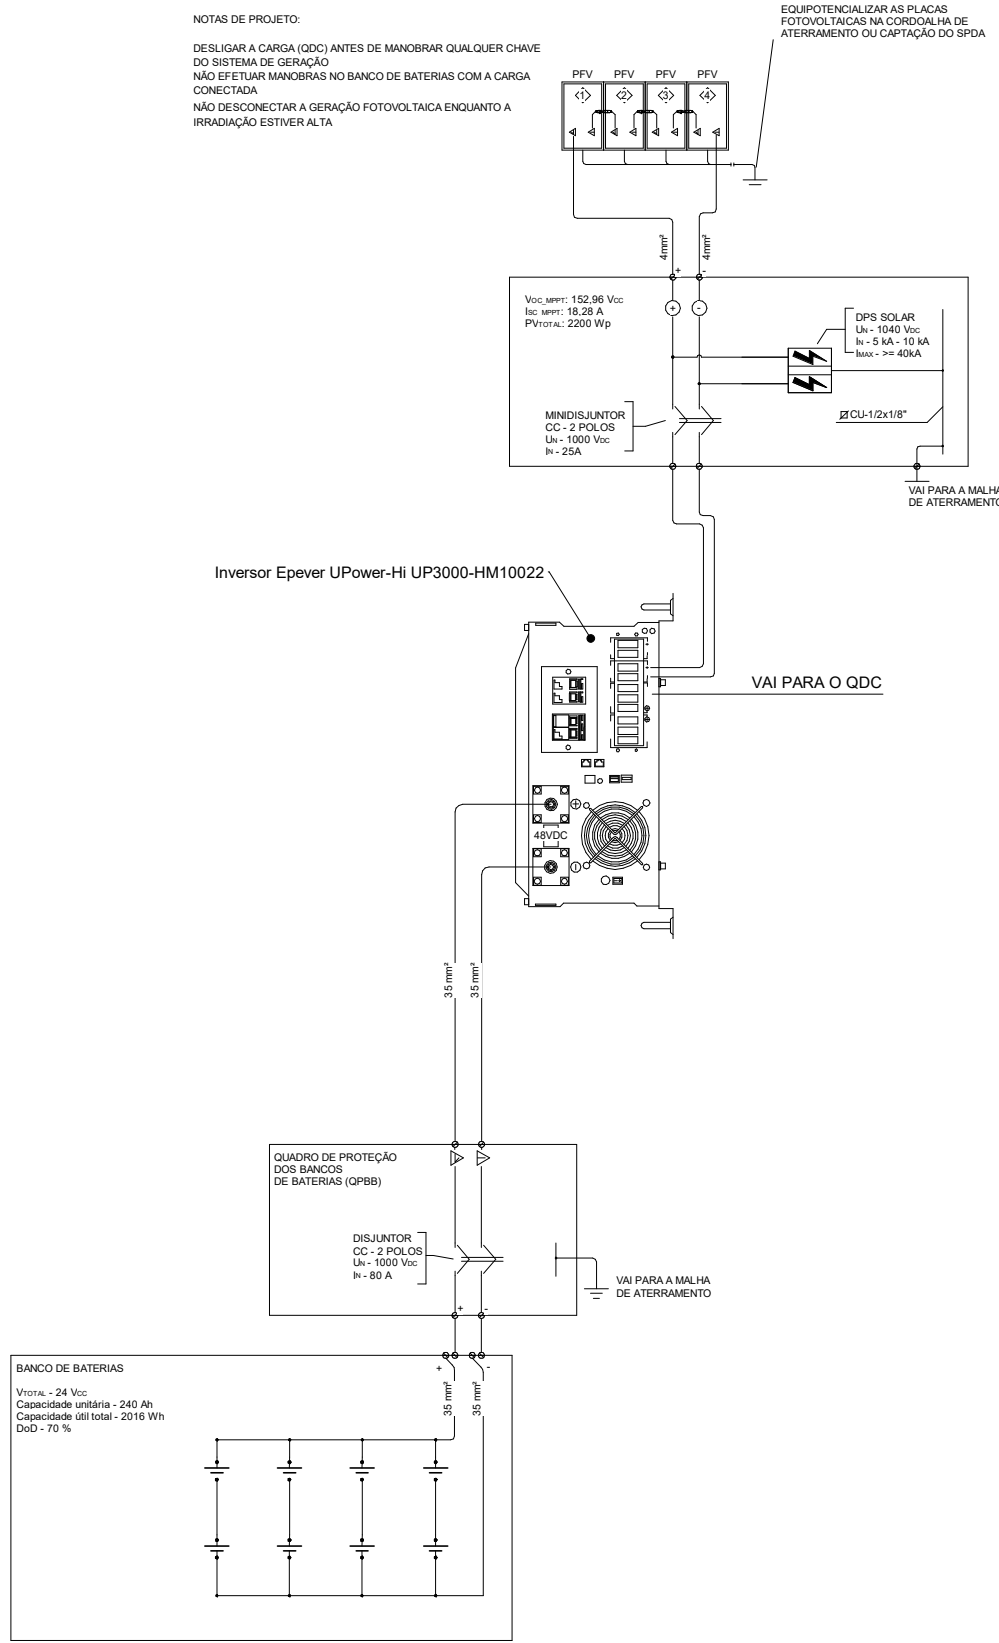 NOTAS DE PROJETO:
DESLIGAR A CARGA (QDC) ANTES DE MANOBRAR QUALQUER CHAVE
DO SISTEMA DE GERAÇÃO
NÃO EFETUAR MANOBRAS NO BANCO DE BATERIAS COM A CARGA
CONECTADA
NÃO DESCONECTAR A GERAÇÃO FOTOVOLTAICA ENQUANTO A
IRRADIAÇÃO ESTIVER ALTA
EQUIPOTENCIALIZAR AS PLACAS
FOTOVOLTAICAS NA CORDOALHA DE
ATERRAMENTO OU CAPTAÇÃO DO SPDA
PFV PFV PFV PFV
1 2 3 4
4mm² 4mm²
+ -
+ -
VOC_MPPT: 152,96 VCC
ISC_MPPT: 18,28 A
PVTOTAL: 2200 Wp
DPS SOLAR
UN - 1040 VDC
IN - 5 kA - 10 kA
IMAX - >= 40kA
MINIDISJUNTOR
CC - 2 POLOS
UN - 1000 VDC
IN - 25A
CU-1/2x1/8"
VAI PARA A MALHA
DE ATERRAMENTO
Inversor Epever UPower-Hi UP3000-HM10022
VAI PARA O QDC
48VDC
35 mm² 35 mm²
QUADRO DE PROTEÇÃO
DOS BANCOS
DE BATERIAS (QPBB)
DISJUNTOR
CC - 2 POLOS
UN - 1000 VDC
IN - 80 A
VAI PARA A MALHA
DE ATERRAMENTO
+ -
BANCO DE BATERIAS
+ -
VTOTAL - 24 VCC
Capacidade unitária - 240 Ah
Capacidade útil total - 2016 Wh
DoD - 70 %
35 mm² 35 mm²